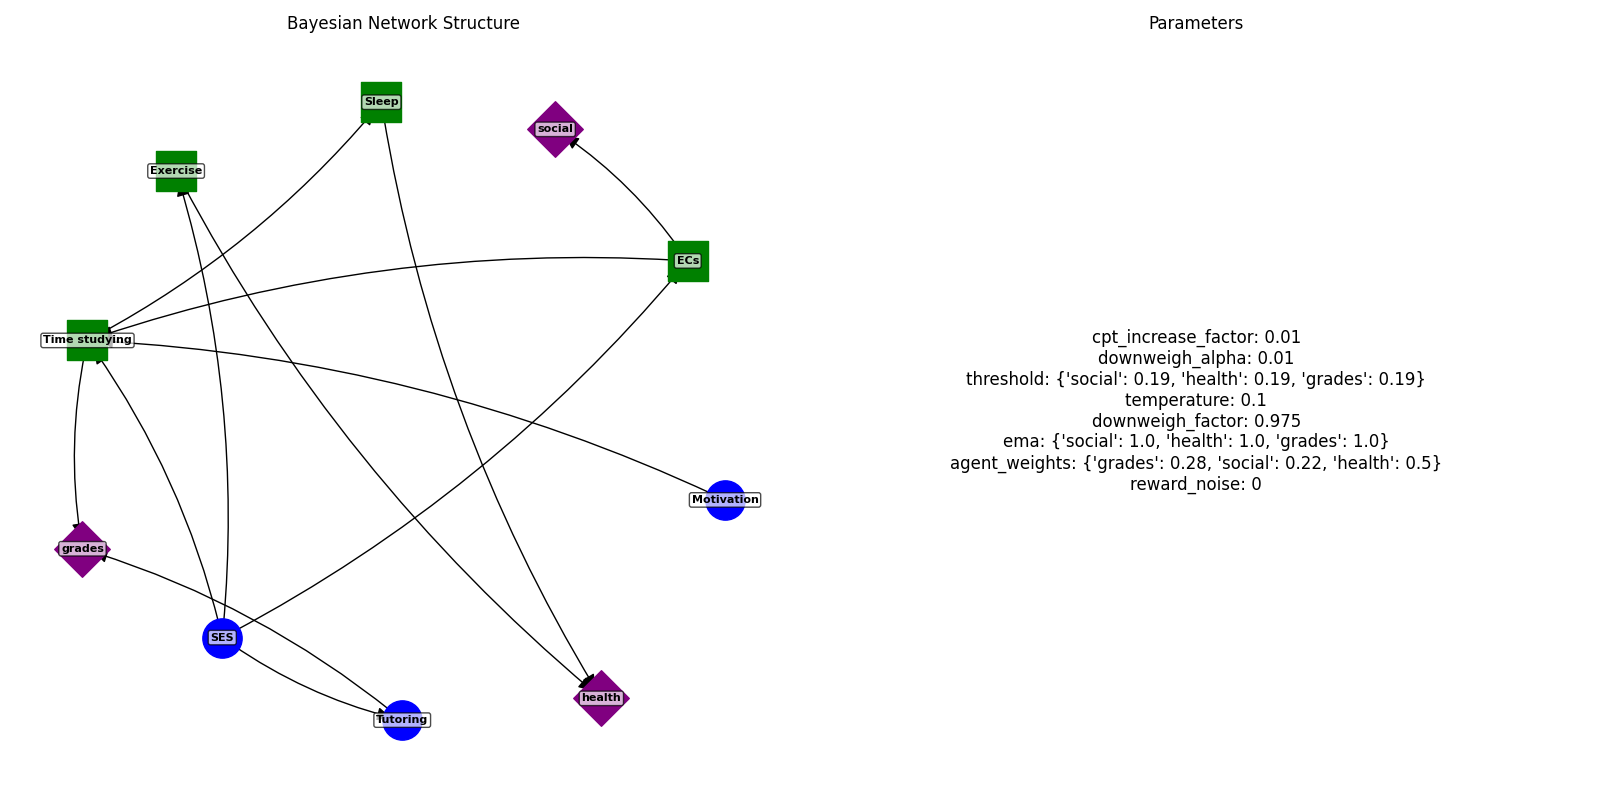 Bayesian Network Structure
Parameters
Sleep
social
Exercise
ECs
Time studying
Motivation
grades
SES
health
Tutoring
cpt_increase_factor: 0.01
downweigh_alpha: 0.01
threshold: {'social': 0.19, 'health': 0.19, 'grades': 0.19}
temperature: 0.1
downweigh_factor: 0.975
ema: {'social': 1.0, 'health': 1.0, 'grades': 1.0}
agent_weights: {'grades': 0.28, 'social': 0.22, 'health': 0.5}
reward_noise: 0